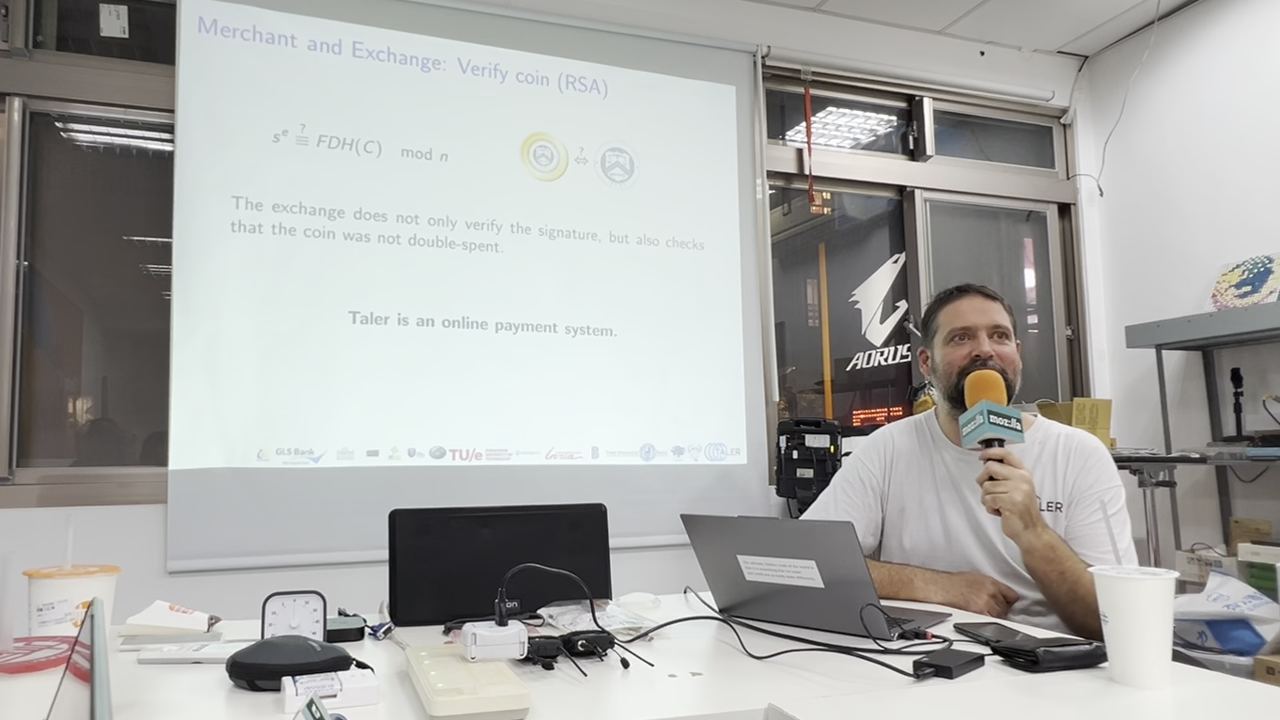 Merchant and Exchange: Verify coin (RSA)
s^e ≟≡ FDH(C) mod n
?
The exchange does not only verify the signature, but also checks
that the coin was not double-spent.
Taler is an online payment system.
GLS Bank
TU/e
TALER
AORUS
moz://a
LER